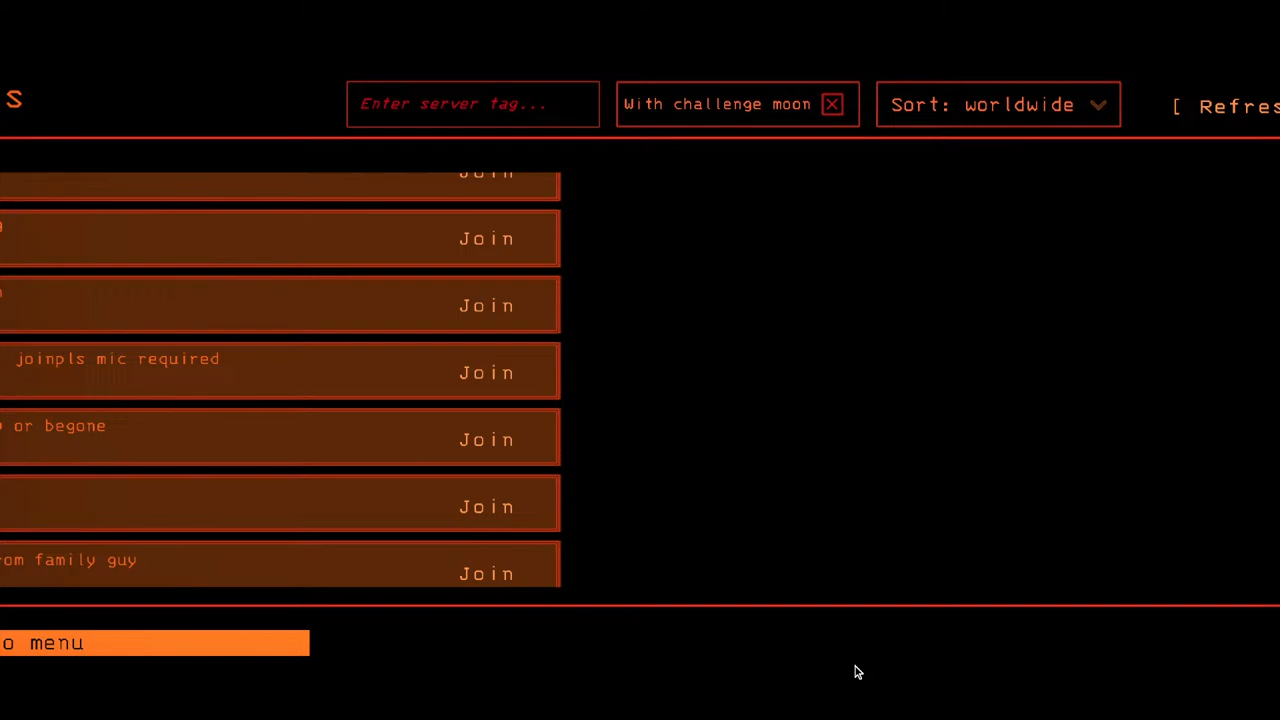 S
Enter server tag...
With challenge moon
Sort: worldwide
[ Refres
Join
Join
Join
joinpls mic required
Join
or begone
Join
Join
rom family guy
Join
o menu